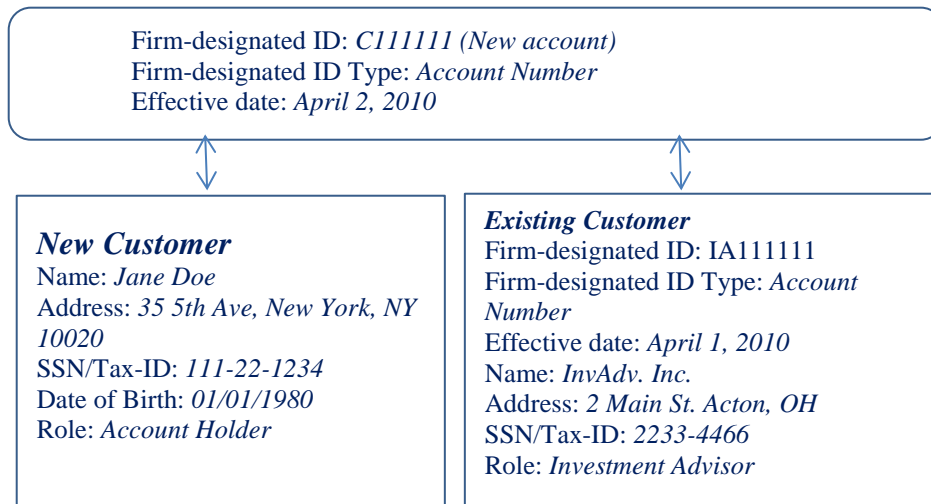 Firm-designated ID: C111111 (New account)
Firm-designated ID Type: Account Number
Effective date: April 2, 2010
New Customer
Name: Jane Doe
Address: 35 5th Ave, New York, NY
10020
SSN/Tax-ID: 111-22-1234
Date of Birth: 01/01/1980
Role: Account Holder
Existing Customer
Firm-designated ID: IA111111
Firm-designated ID Type: Account
Number
Effective date: April 1, 2010
Name: InvAdv. Inc.
Address: 2 Main St. Acton, OH
SSN/Tax-ID: 2233-4466
Role: Investment Advisor